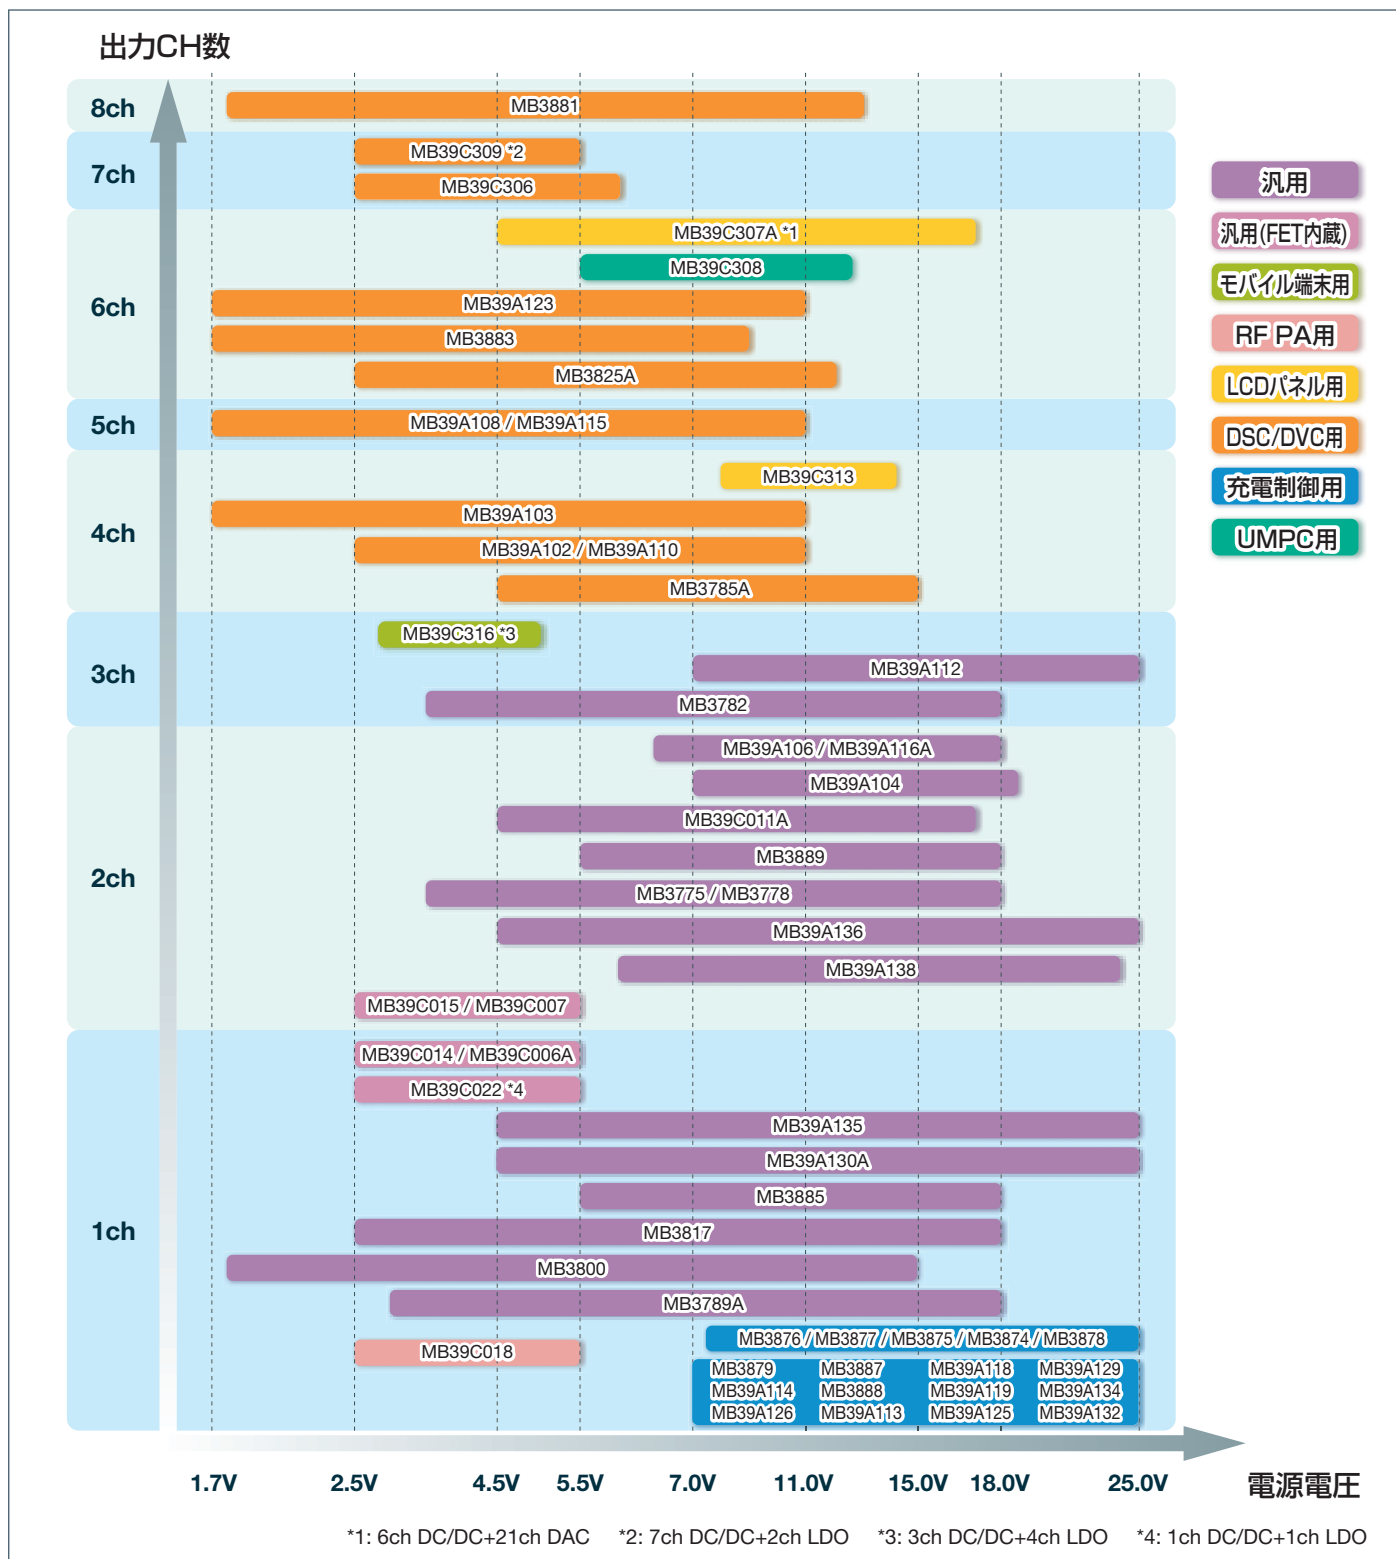 出力CH数
8ch
MB3881
7ch
MB39C309 *2
MB39C306
6ch
MB39C307A *1
MB39C308
MB39A123
MB3883
MB3825A
5ch
MB39A108 / MB39A115
4ch
MB39C313
MB39A103
MB39A102 / MB39A110
MB3785A
3ch
MB39C316 *3
MB39A112
MB3782
2ch
MB39A106 / MB39A116A
MB39A104
MB39C011A
MB3889
MB3775 / MB3778
MB39A136
MB39A138
MB39C015 / MB39C007
1ch
MB39C014 / MB39C006A
MB39C022 *4
MB39A135
MB39A130A
MB3885
MB3817
MB3800
MB3789A
MB39C018
MB3876 / MB3877 / MB3875 / MB3874 / MB3878
MB3879 MB3887 MB39A118 MB39A129
MB39A114 MB3888 MB39A119 MB39A134
MB39A126 MB39A113 MB39A125 MB39A132
1.7V 2.5V 4.5V 5.5V 7.0V 11.0V 15.0V 18.0V 25.0V 電源電圧
*1: 6ch DC/DC+21ch DAC *2: 7ch DC/DC+2ch LDO *3: 3ch DC/DC+4ch LDO *4: 1ch DC/DC+1ch LDO
汎用
汎用(FET内蔵)
モバイル端末用
RF PA用
LCDパネル用
DSC/DVC用
充電制御用
UMPC用